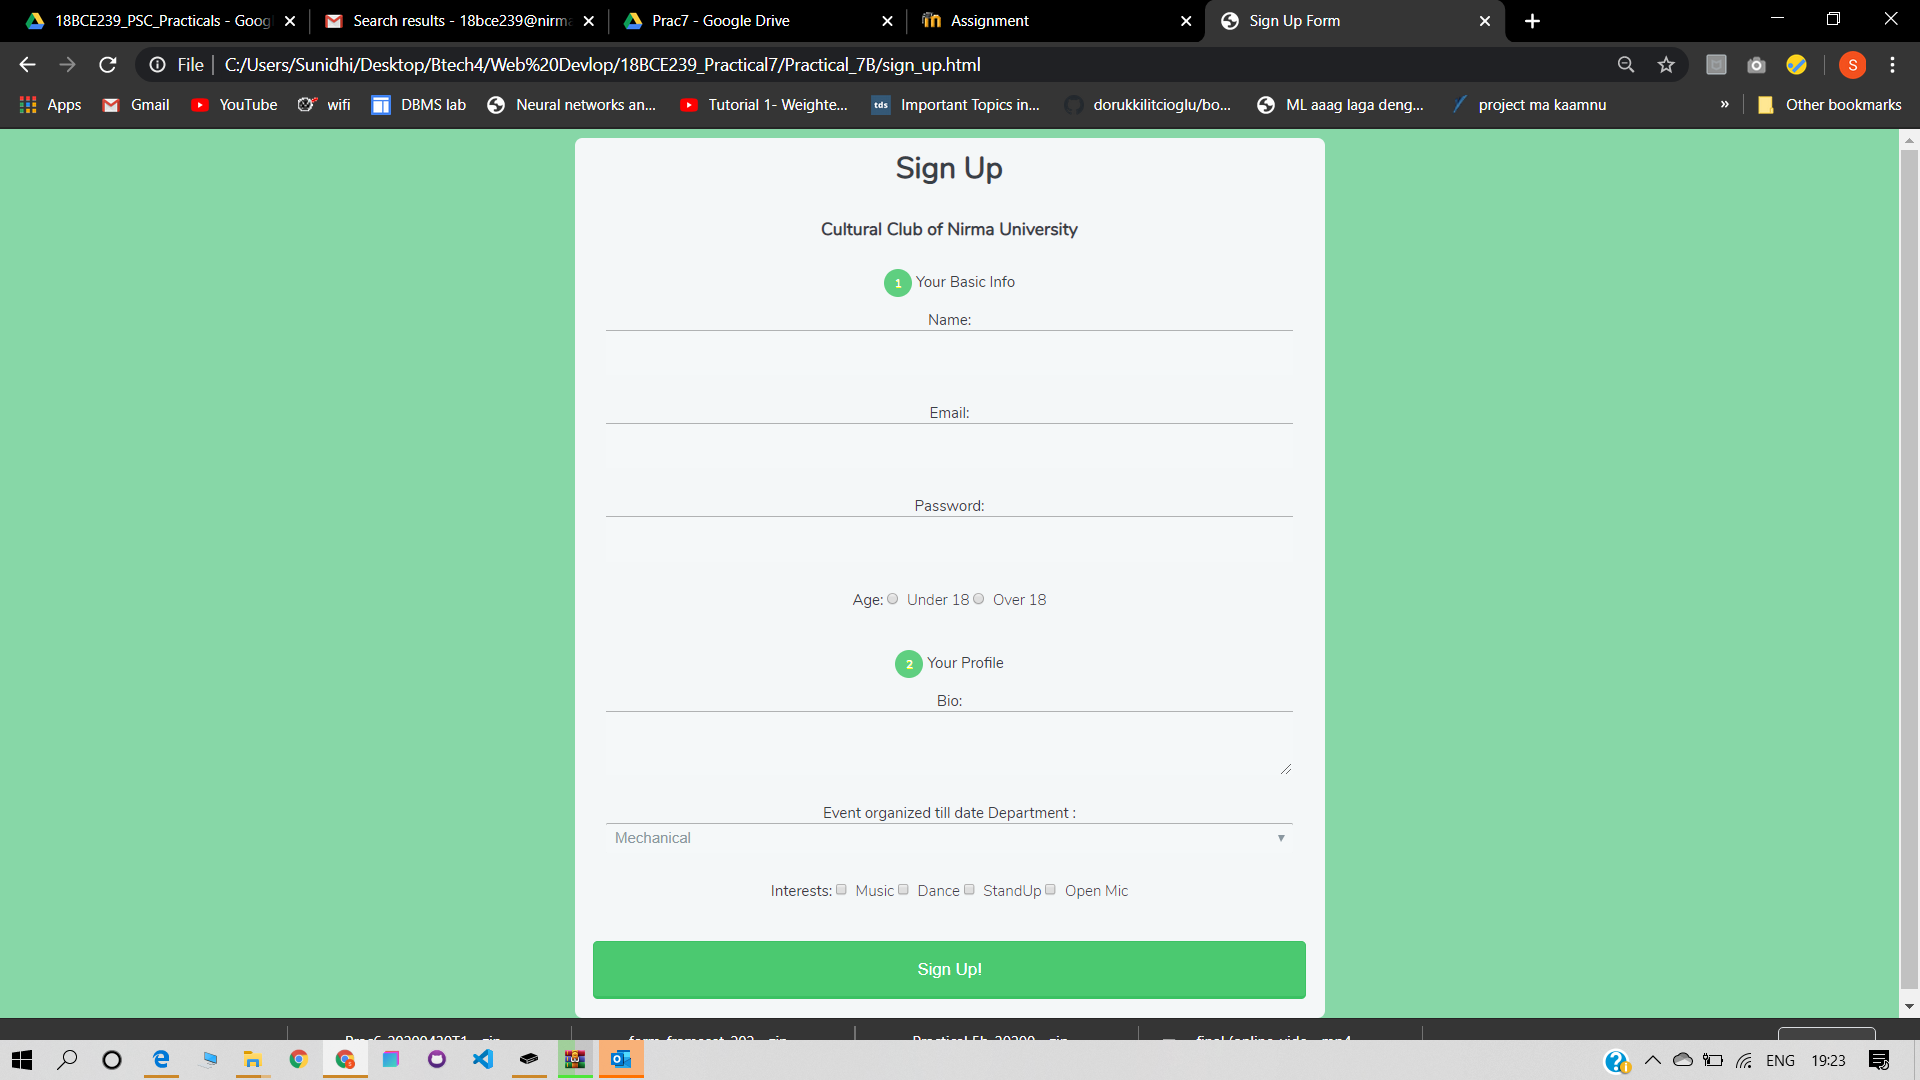 18BCE239_PSC_Practicals - Goog
Search results - 18bce239@nirma
Prac7 - Google Drive
Assignment
Sign Up Form
File
C:/Users/Sunidhi/Desktop/Btech4/Web%20Devlop/18BCE239_Practical7/Practical_7B/sign_up.html
S
Apps
Gmail
YouTube
wifi
DBMS lab
Neural networks an...
Tutorial 1- Weighte...
tds
Important Topics in...
dorukkilitcioglu/bo...
ML aaag laga deng...
project ma kaamnu
»
Other bookmarks
Sign Up
Cultural Club of Nirma University
1 Your Basic Info
Name:
Email:
Password:
Age: Under 18 Over 18
2 Your Profile
Bio:
Event organized till date Department :
Mechanical
Interests: Music Dance StandUp Open Mic
Sign Up!
ENG
19:23